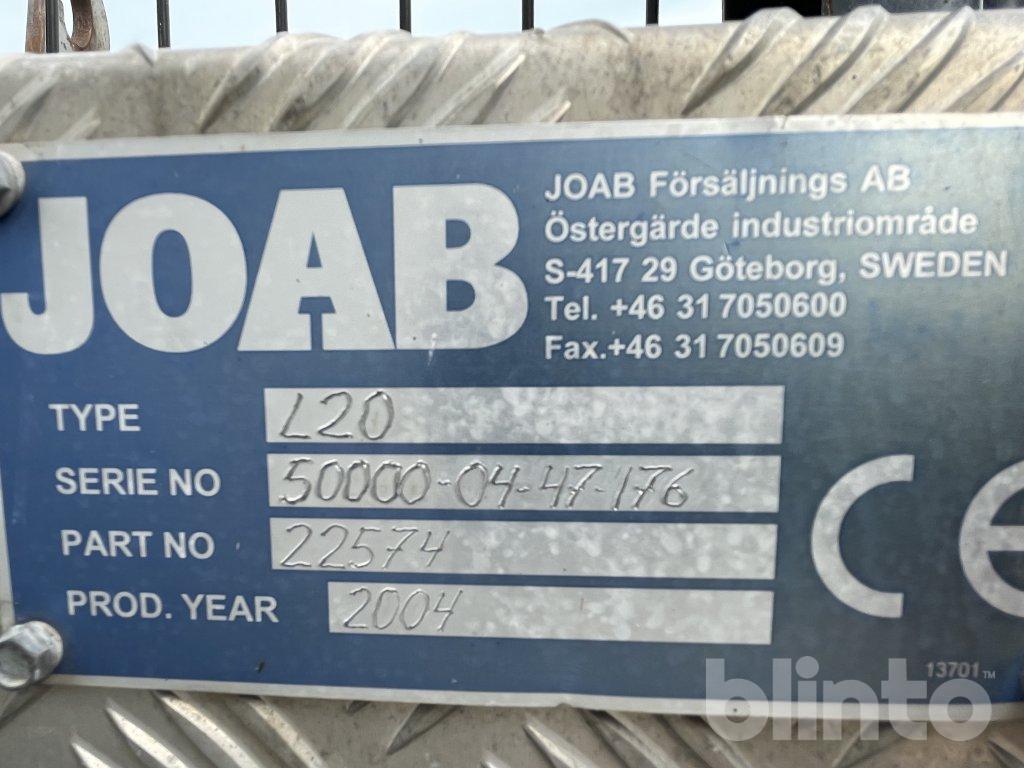 JOAB
JOAB Försäljnings AB
Östergärde industriområde
S-417 29 Göteborg, SWEDEN
Tel. +46 31 7050600
Fax.+46 31 7050609
TYPE L20
SERIE NO 50000-04-47-176
PART NO 22574
PROD. YEAR 2004
CE
13701™
blinto